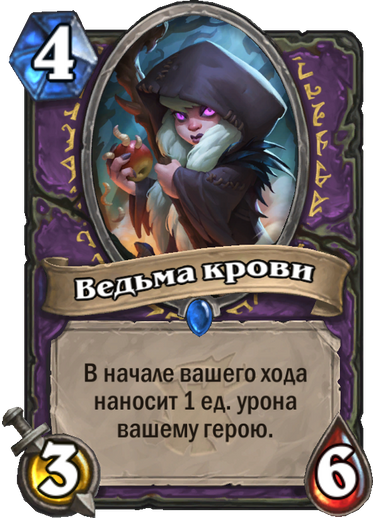 4
Ведьма крови
В начале вашего хода
наносит 1 ед. урона
вашему герою.
3
6